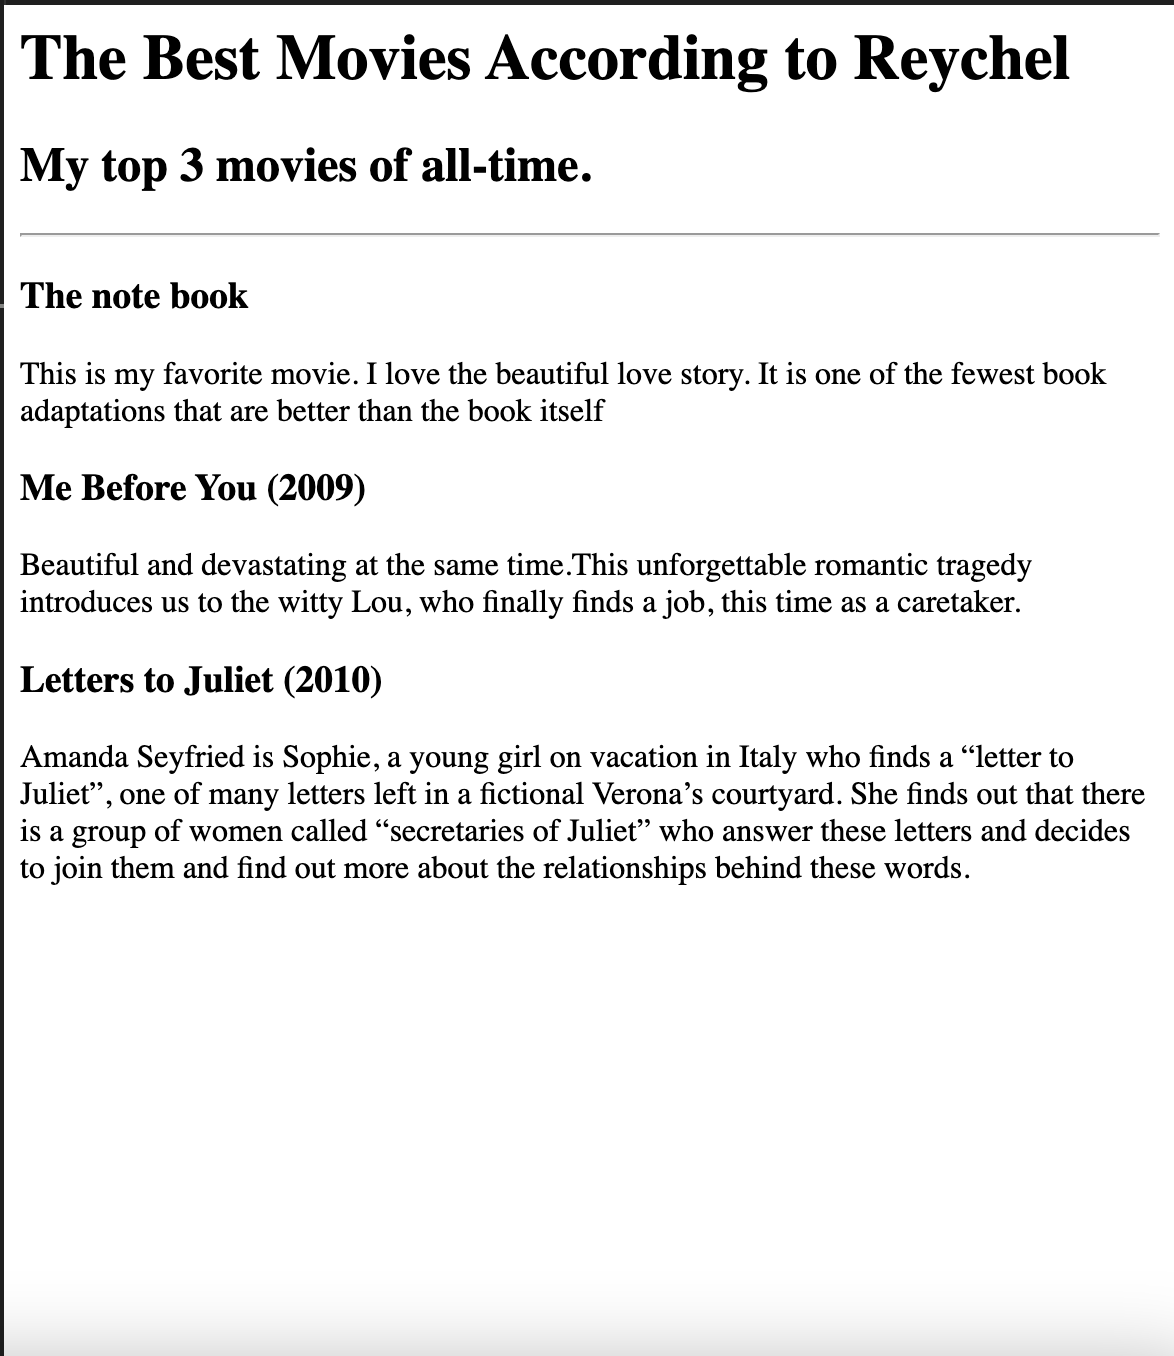 The Best Movies According to Reychel
My top 3 movies of all-time.
The note book
This is my favorite movie. I love the beautiful love story. It is one of the fewest book
adaptations that are better than the book itself
Me Before You (2009)
Beautiful and devastating at the same time.This unforgettable romantic tragedy
introduces us to the witty Lou, who finally finds a job, this time as a caretaker.
Letters to Juliet (2010)
Amanda Seyfried is Sophie, a young girl on vacation in Italy who finds a “letter to
Juliet”, one of many letters left in a fictional Verona’s courtyard. She finds out that there
is a group of women called “secretaries of Juliet” who answer these letters and decides
to join them and find out more about the relationships behind these words.